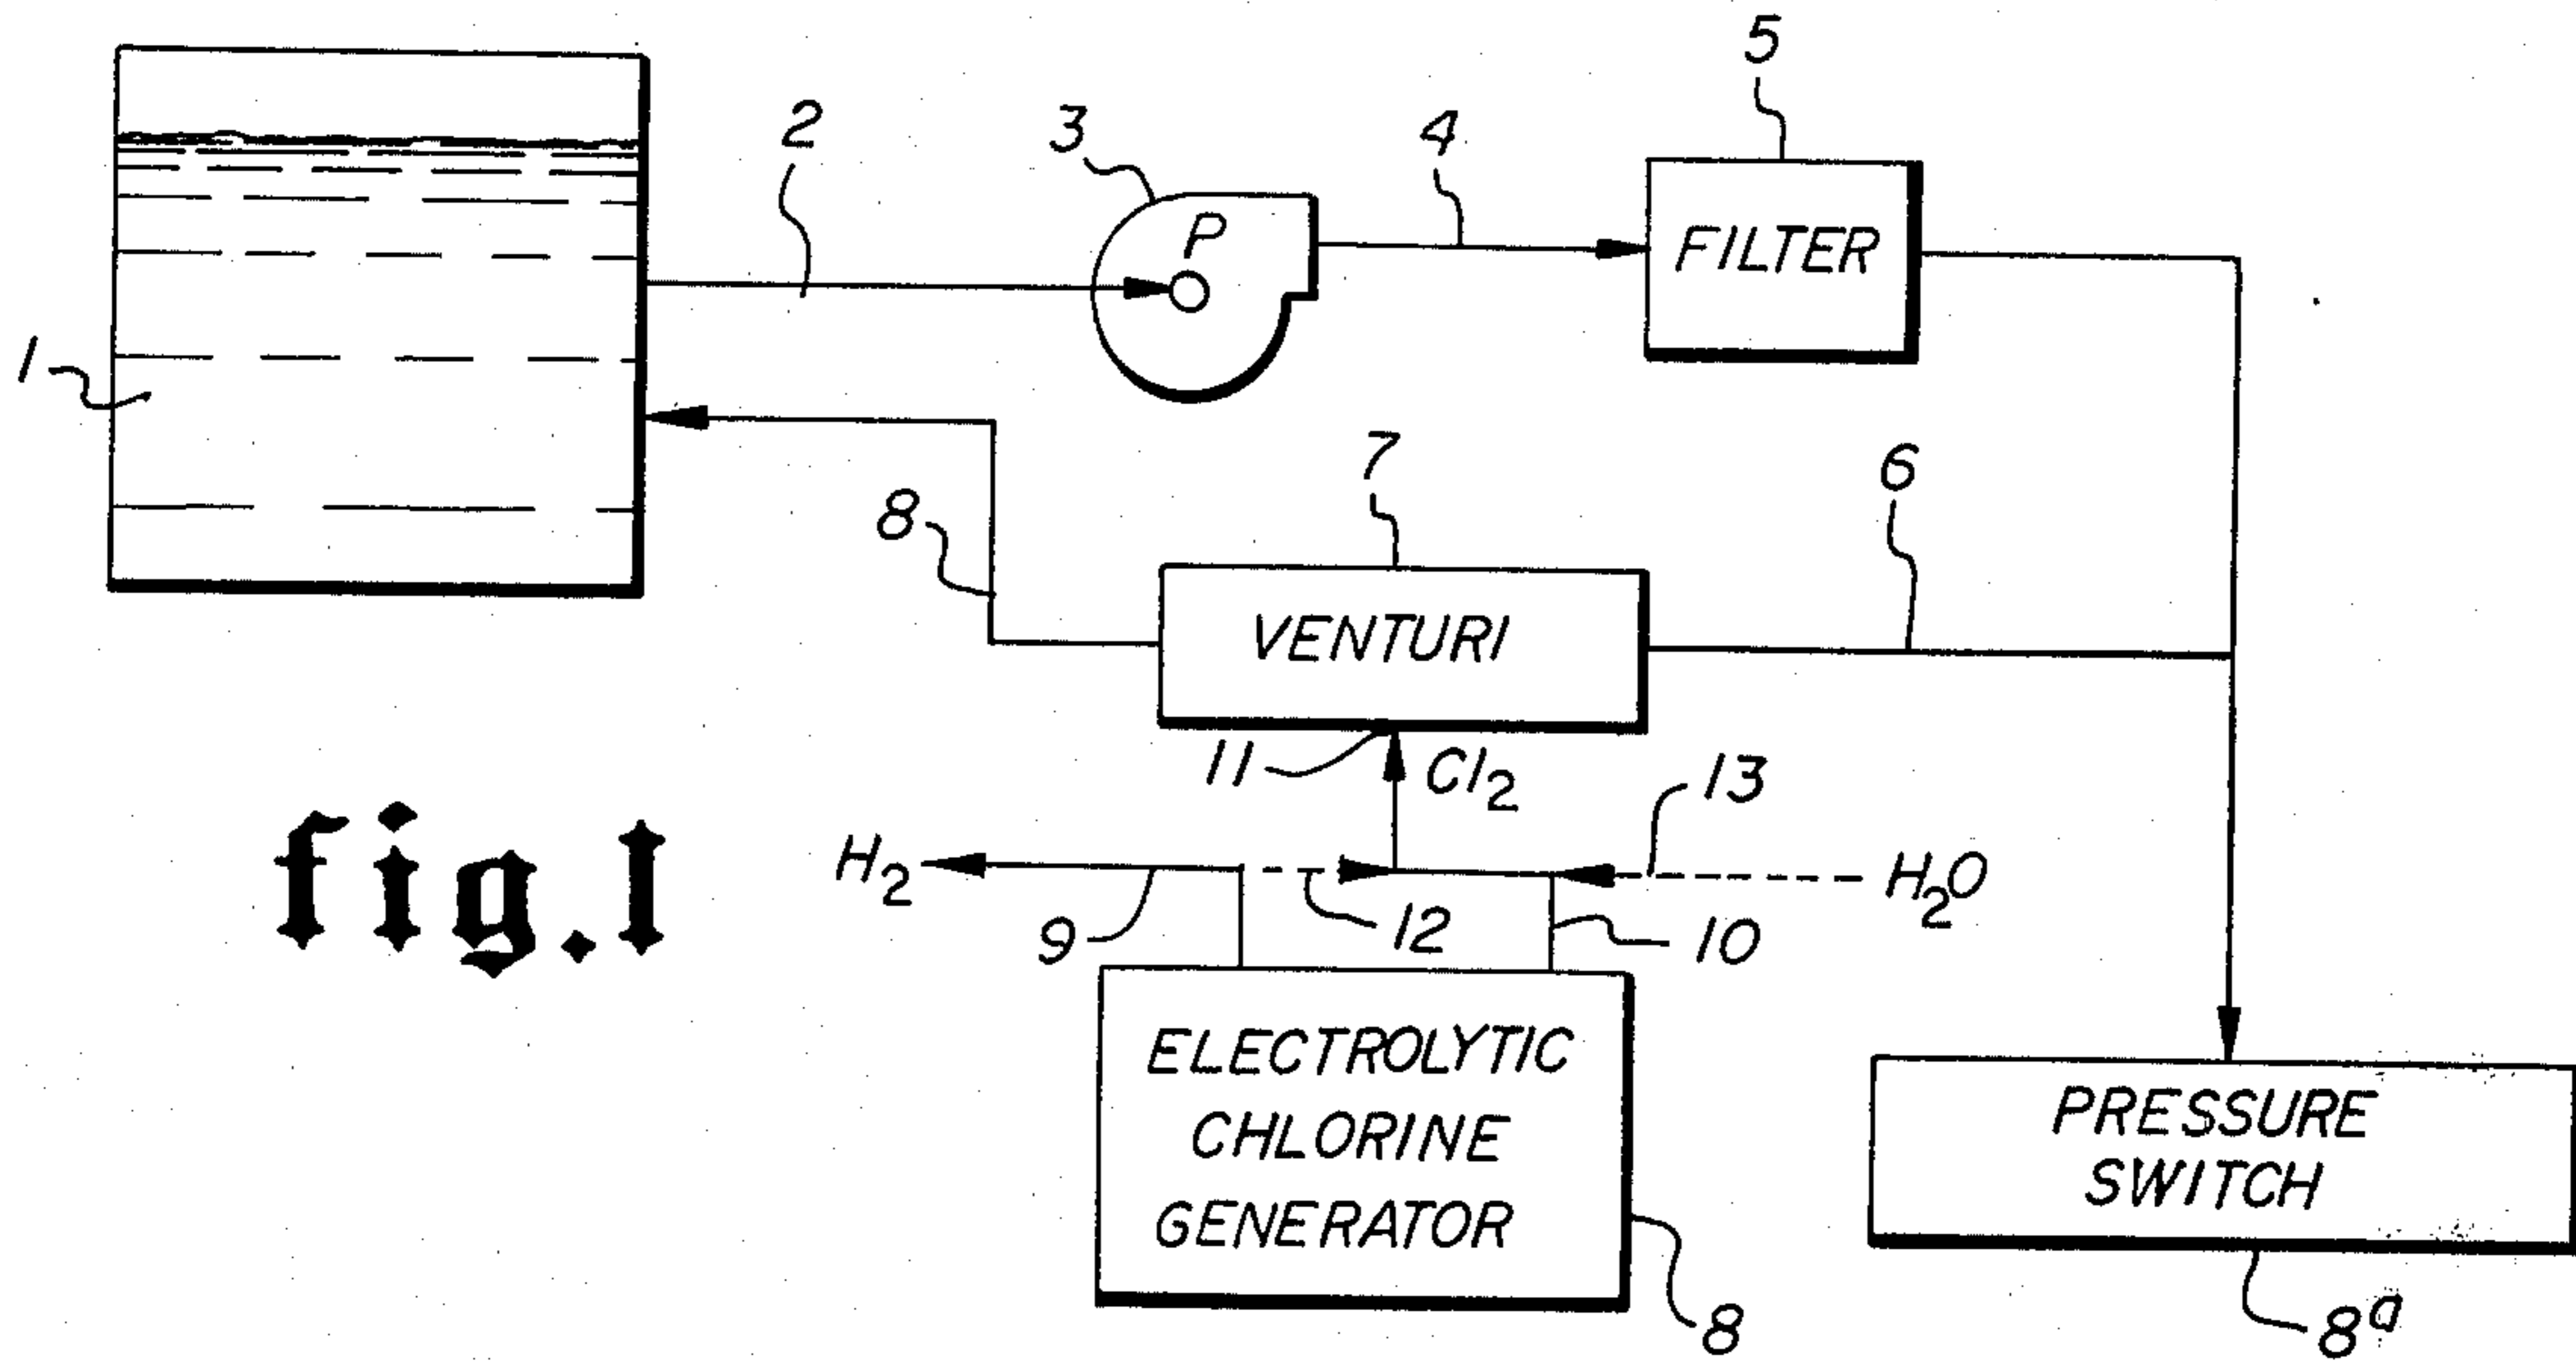 5
2
3
4
P
FILTER
1
7
6
8
VENTURI
11
Cl2
13
H2
H2O
9
12
10
fig.1
ELECTROLYTIC
CHLORINE
GENERATOR
PRESSURE
SWITCH
8
8a